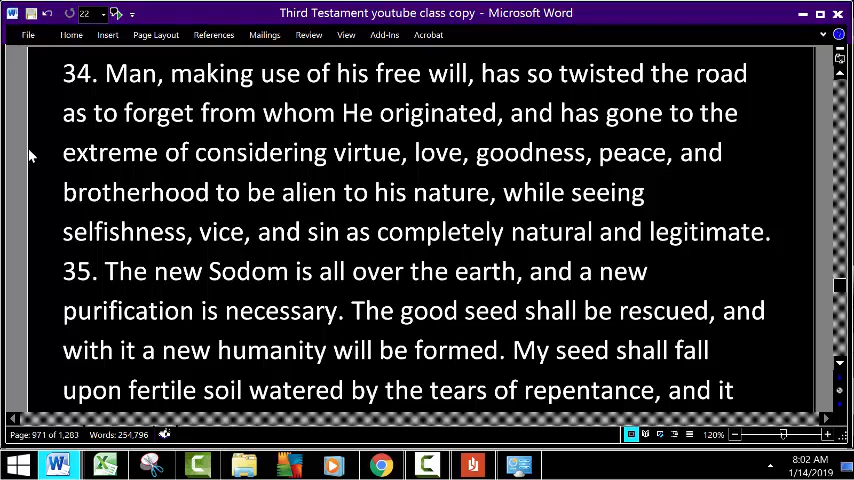 22
Third Testament youtube class copy - Microsoft Word
File Home Insert Page Layout References Mailings Review View Add-Ins Acrobat
34. Man, making use of his free will, has so twisted the road
as to forget from whom He originated, and has gone to the
extreme of considering virtue, love, goodness, peace, and
brotherhood to be alien to his nature, while seeing
selfishness, vice, and sin as completely natural and legitimate.
35. The new Sodom is all over the earth, and a new
purification is necessary. The good seed shall be rescued, and
with it a new humanity will be formed. My seed shall fall
upon fertile soil watered by the tears of repentance, and it
Page: 971 of 1,283 Words: 254,796 120%
8:02 AM
1/14/2019